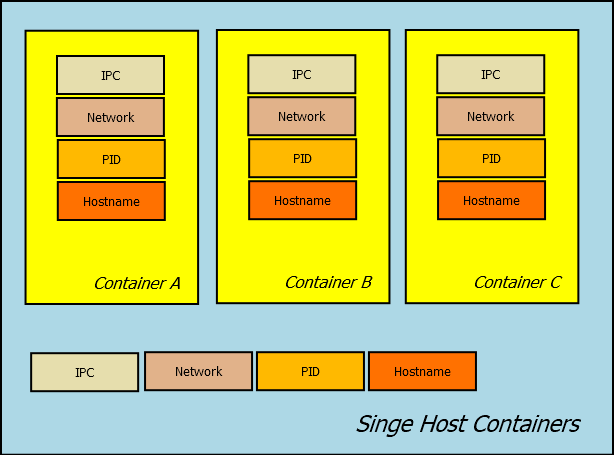 IPC
Network
PID
Hostname
Container A
IPC
Network
PID
Hostname
Container B
IPC
Network
PID
Hostname
Container C
IPC
Network
PID
Hostname
Singe Host Containers